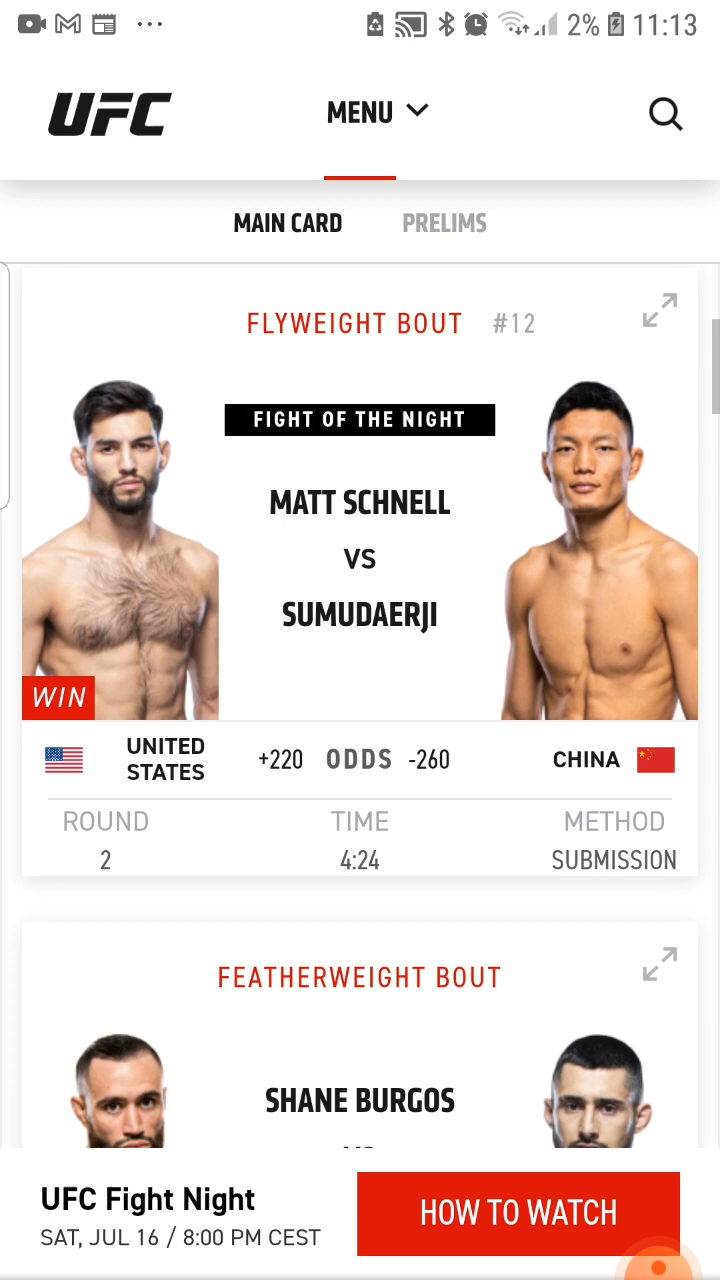 2% 11:13
UFC MENU
MAIN CARD PRELIMS
FLYWEIGHT BOUT #12
FIGHT OF THE NIGHT
MATT SCHNELL
VS
SUMUDAERJI
WIN
UNITED
STATES
+220 ODDS -260
CHINA
ROUND TIME METHOD
2 4:24 SUBMISSION
FEATHERWEIGHT BOUT
SHANE BURGOS
UFC Fight Night
SAT, JUL 16 / 8:00 PM CEST
HOW TO WATCH